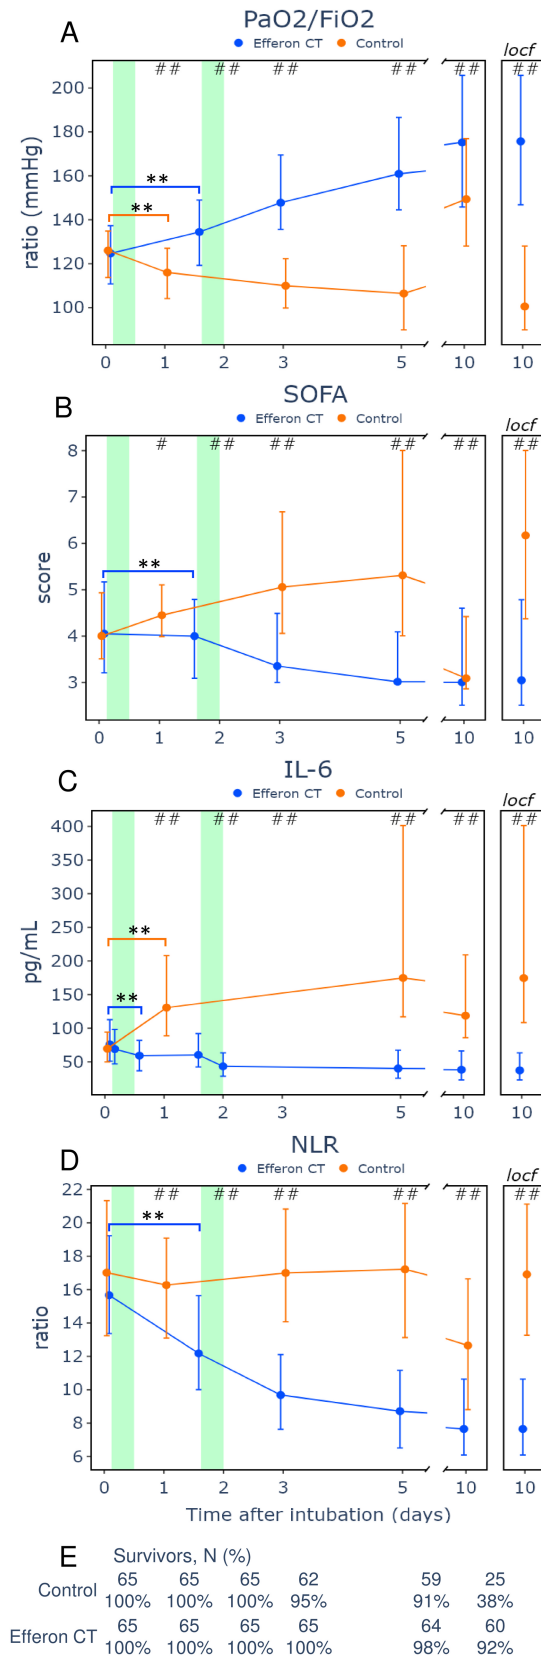 A
PaO2/FiO2
Efferon CT Control
locf
## ## ## ## ## ##
200
180
160
140
120
100
ratio (mmHg)
**
**
0 1 2 3 5 10 10
B
SOFA
Efferon CT Control
locf
# ## ## ## ## ##
8
7
6
5
4
3
score
**
0 1 2 3 5 10 10
C
IL-6
Efferon CT Control
locf
## ## ## ## ## ##
400
350
300
250
200
150
100
50
pg/mL
**
**
0 1 2 3 5 10 10
D
NLR
Efferon CT Control
locf
## ## ## ## ## ##
22
20
18
16
14
12
10
8
6
ratio
**
0 1 2 3 5 10 10
Time after intubation (days)
E
Survivors, N (%)
Control 65 65 65 62 59 25
100% 100% 100% 95% 91% 38%
Efferon CT 65 65 65 65 64 60
100% 100% 100% 100% 98% 92%